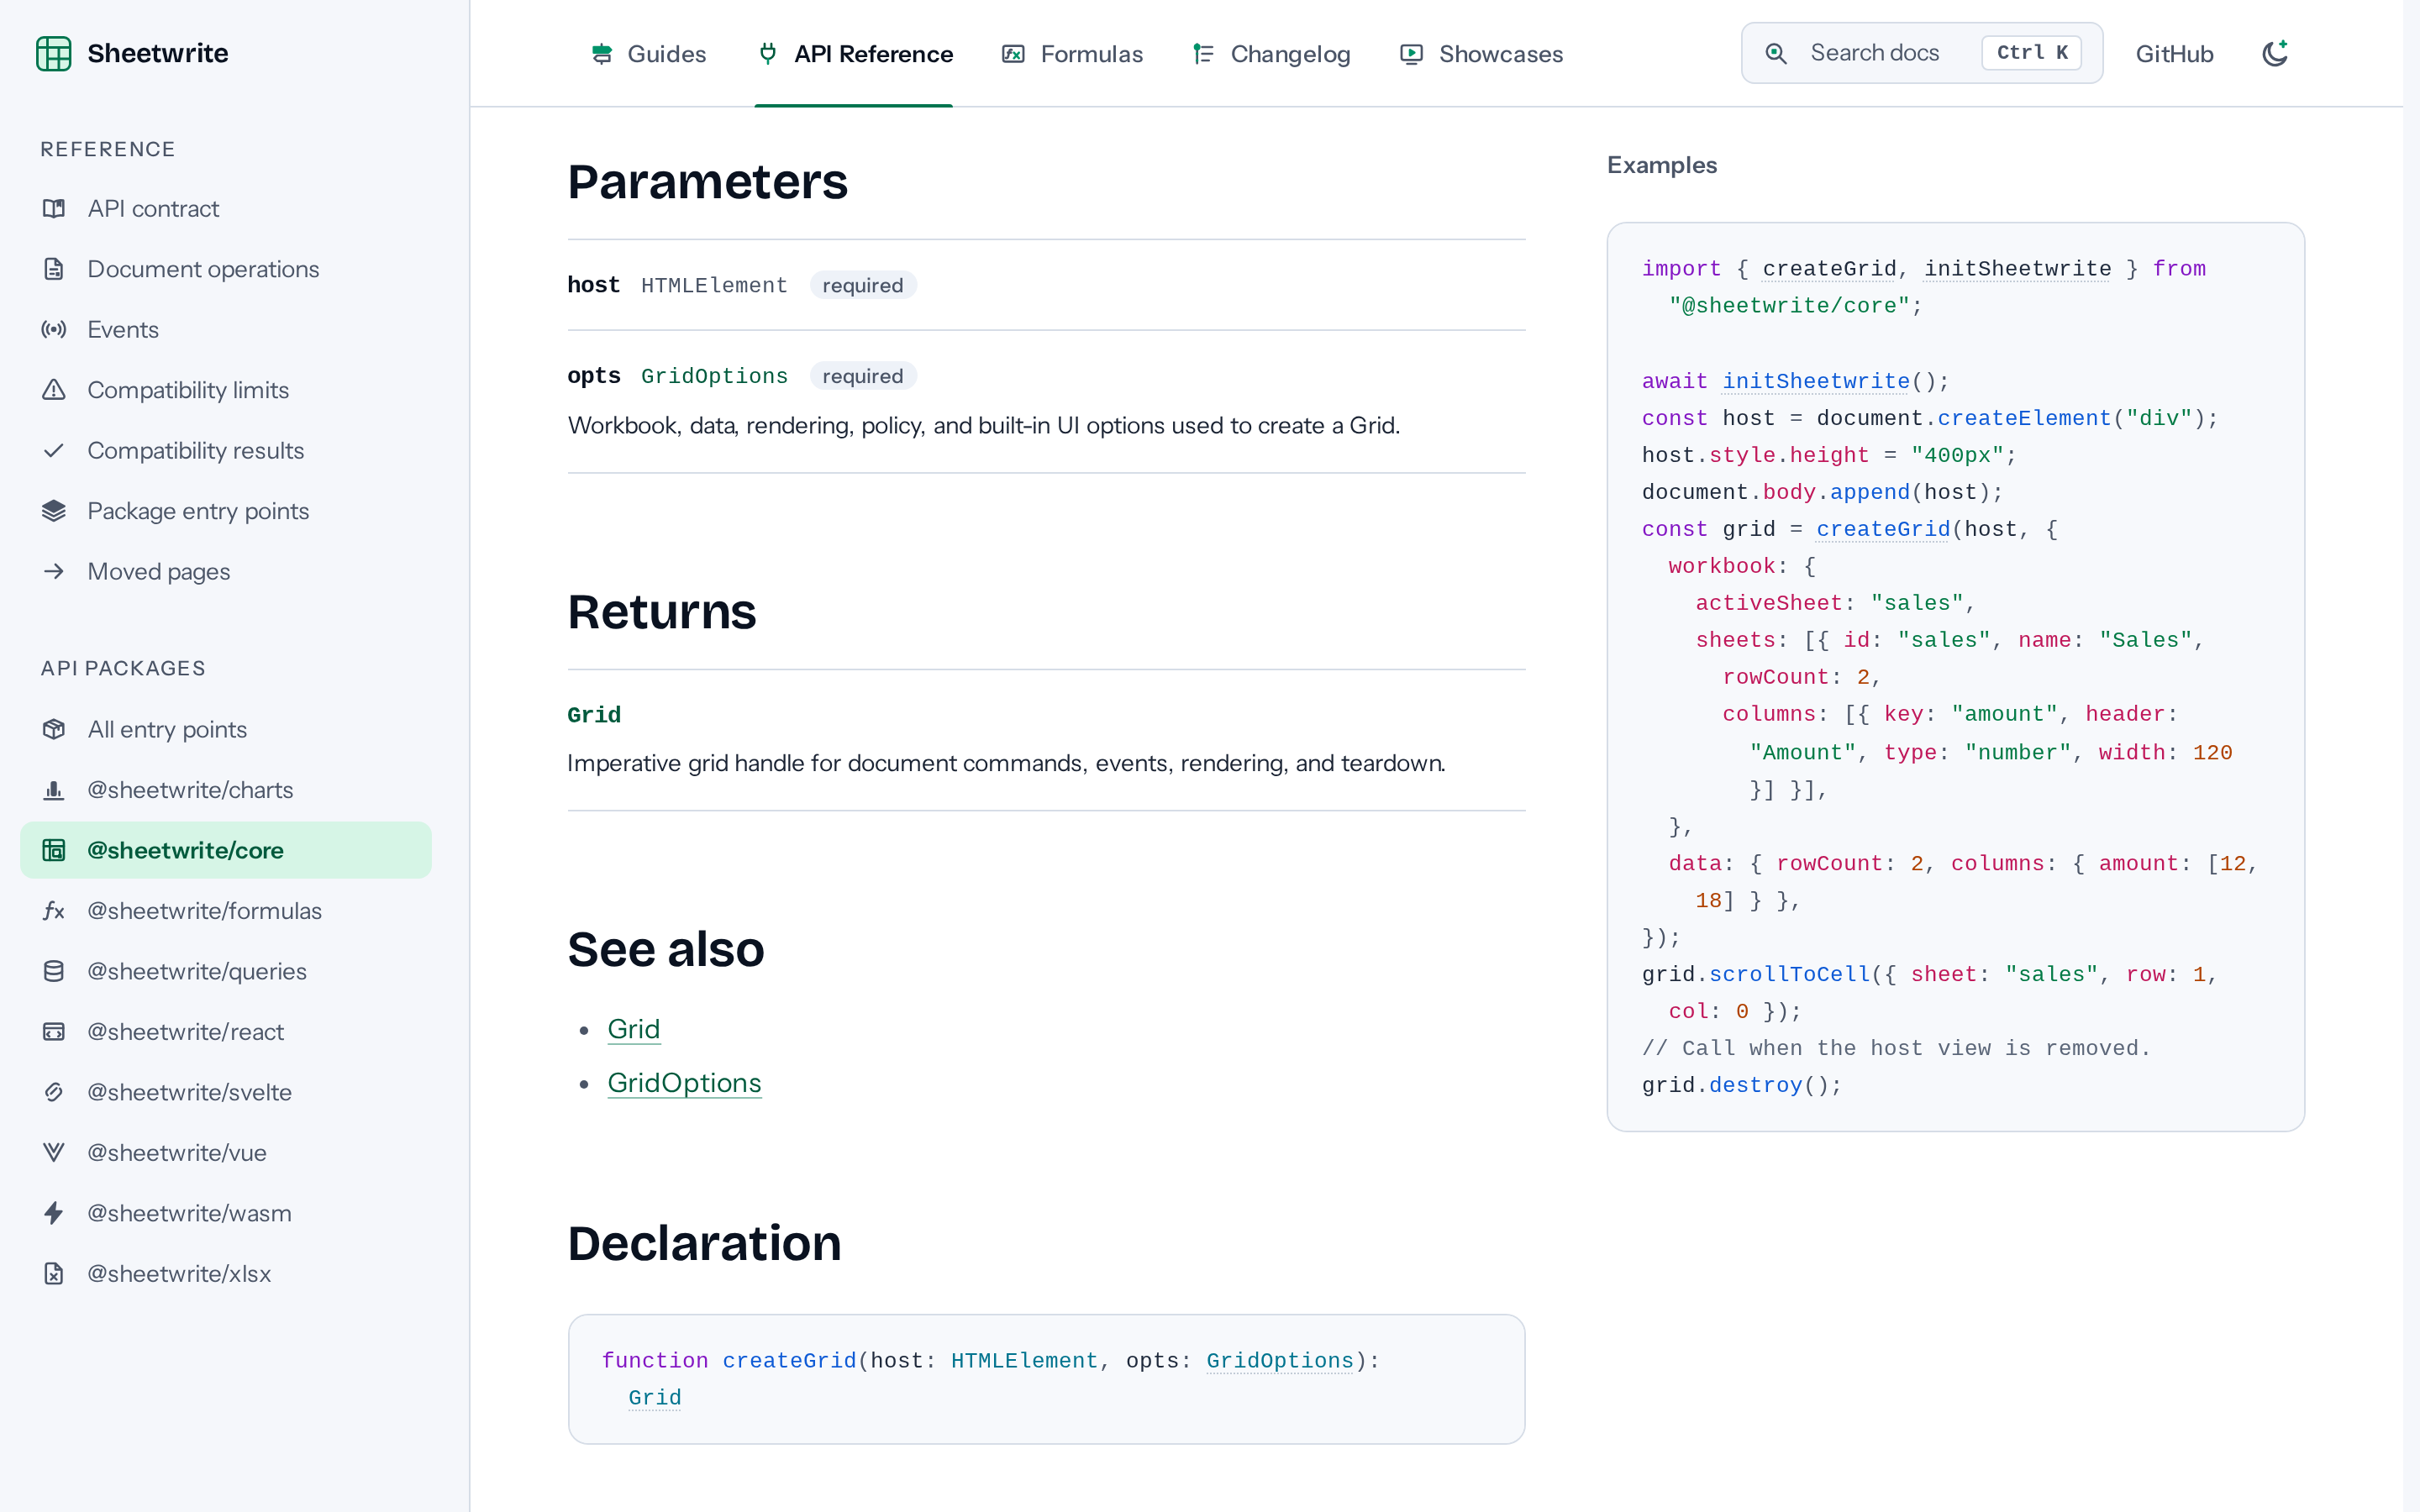 Sheetwrite
REFERENCE
API contract
Document operations
Events
Compatibility limits
Compatibility results
Package entry points
Moved pages
API PACKAGES
All entry points
@sheetwrite/charts
@sheetwrite/core
@sheetwrite/formulas
@sheetwrite/queries
@sheetwrite/react
@sheetwrite/svelte
@sheetwrite/vue
@sheetwrite/wasm
@sheetwrite/xlsx
Guides API Reference Formulas Changelog Showcases Search docs Ctrl K GitHub
Parameters
host HTMLElement required
opts GridOptions required
Workbook, data, rendering, policy, and built-in UI options used to create a Grid.
Returns
Grid
Imperative grid handle for document commands, events, rendering, and teardown.
See also
• Grid
• GridOptions
Declaration
function createGrid(host: HTMLElement, opts: GridOptions):
  Grid
Examples
import { createGrid, initSheetwrite } from
  "@sheetwrite/core";

await initSheetwrite();
const host = document.createElement("div");
host.style.height = "400px";
document.body.append(host);
const grid = createGrid(host, {
  workbook: {
    activeSheet: "sales",
    sheets: [{ id: "sales", name: "Sales",
      rowCount: 2,
      columns: [{ key: "amount", header:
        "Amount", type: "number", width: 120
        }] }],
  },
  data: { rowCount: 2, columns: { amount: [12,
    18] } },
});
grid.scrollToCell({ sheet: "sales", row: 1,
  col: 0 });
// Call when the host view is removed.
grid.destroy();